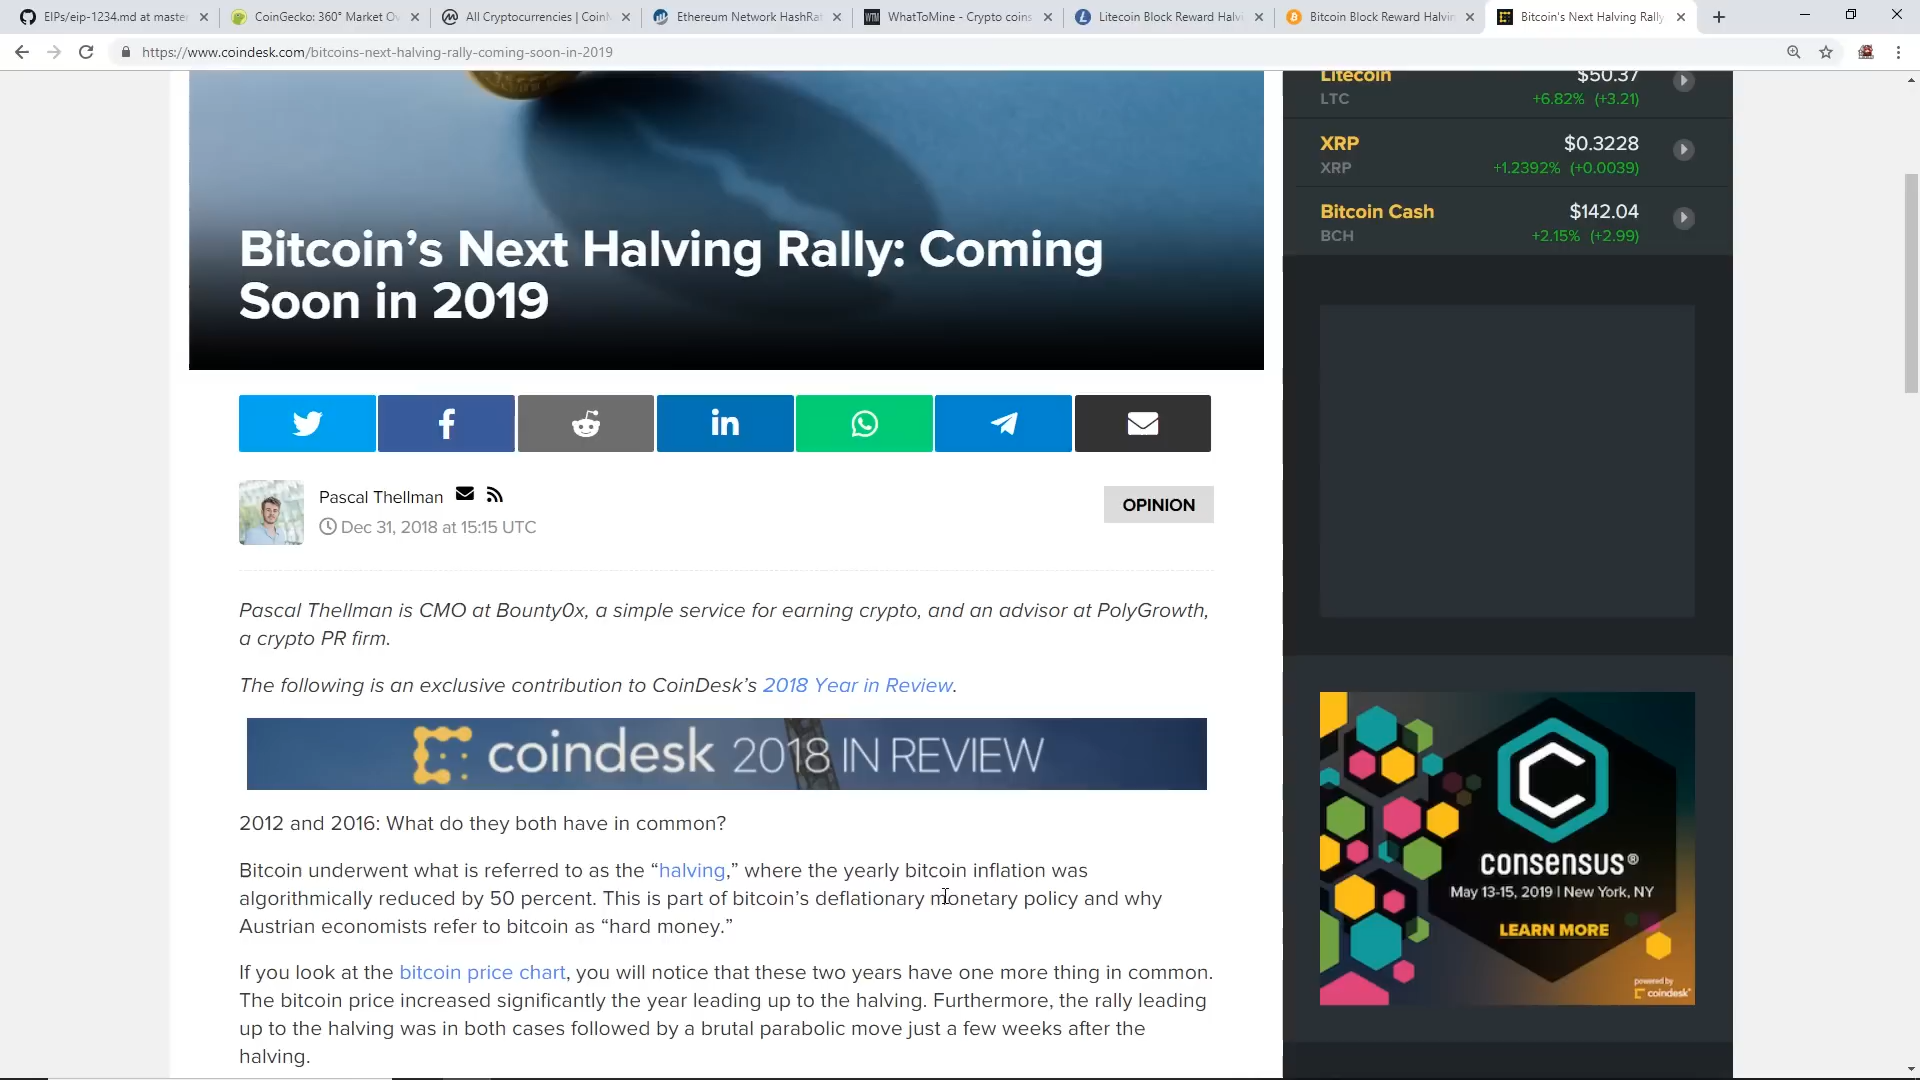 EIPs/eip-1234.md at master
CoinGecko: 360° Market Ov
All Cryptocurrencies | CoinM
Ethereum Network HashRat
WhatToMine - Crypto coins
Litecoin Block Reward Halvi
Bitcoin Block Reward Halvin
Bitcoin's Next Halving Rally
https://www.coindesk.com/bitcoins-next-halving-rally-coming-soon-in-2019
Bitcoin’s Next Halving Rally: Coming
Soon in 2019
Pascal Thellman
Dec 31, 2018 at 15:15 UTC
OPINION
Pascal Thellman is CMO at Bounty0x, a simple service for earning crypto, and an advisor at PolyGrowth,
a crypto PR firm.
The following is an exclusive contribution to CoinDesk’s 2018 Year in Review.
coindesk 2018 IN REVIEW
2012 and 2016: What do they both have in common?
Bitcoin underwent what is referred to as the “halving,” where the yearly bitcoin inflation was
algorithmically reduced by 50 percent. This is part of bitcoin’s deflationary monetary policy and why
Austrian economists refer to bitcoin as “hard money.”
If you look at the bitcoin price chart, you will notice that these two years have one more thing in common.
The bitcoin price increased significantly the year leading up to the halving. Furthermore, the rally leading
up to the halving was in both cases followed by a brutal parabolic move just a few weeks after the
halving.
Litecoin $50.37
LTC +6.82% (+3.21)
XRP $0.3228
XRP +1.2392% (+0.0039)
Bitcoin Cash $142.04
BCH +2.15% (+2.99)
consensus®
May 13-15, 2019 | New York, NY
LEARN MORE
powered by
coindesk